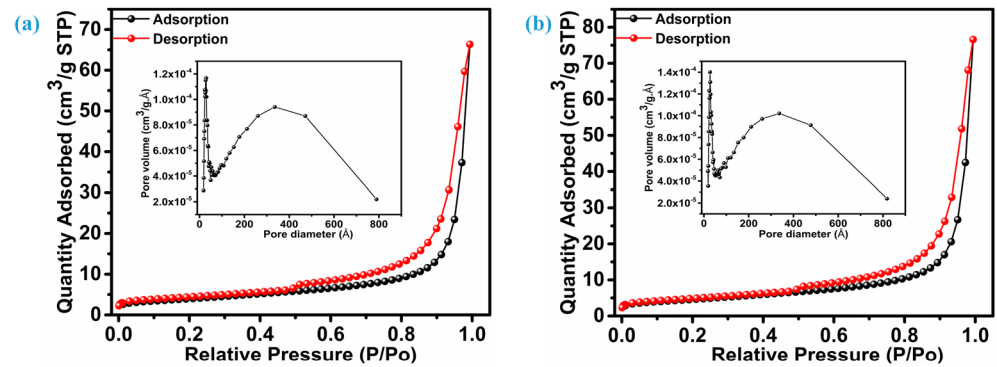 (a)
Adsorption
Desorption
Quantity Adsorbed (cm³/g STP)
70
60
50
40
30
20
10
0
0.0 0.2 0.4 0.6 0.8 1.0
Relative Pressure (P/Po)
Pore volume (cm³/g.Å)
1.2x10⁻⁴
1.0x10⁻⁴
8.0x10⁻⁵
6.0x10⁻⁵
4.0x10⁻⁵
2.0x10⁻⁵
0 200 400 600 800
Pore diameter (Å)
(b)
Adsorption
Desorption
Quantity Adsorbed (cm³/g STP)
80
70
60
50
40
30
20
10
0
0.0 0.2 0.4 0.6 0.8 1.0
Relative Pressure (P/Po)
Pore volume (cm³/g.Å)
1.4x10⁻⁴
1.2x10⁻⁴
1.0x10⁻⁴
8.0x10⁻⁵
6.0x10⁻⁵
4.0x10⁻⁵
2.0x10⁻⁵
0 200 400 600 800
Pore diameter (Å)